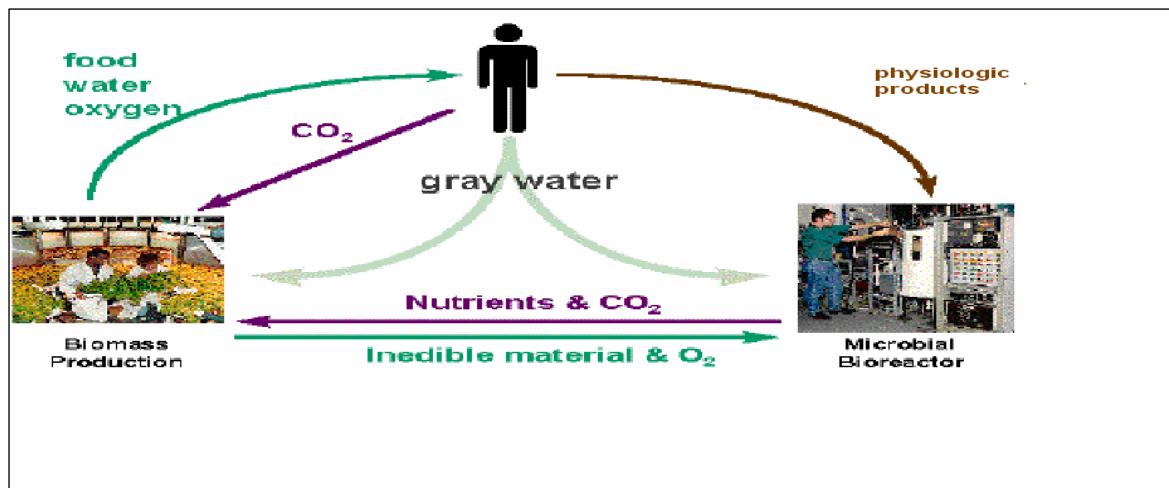 food
water
oxygen
physiologic
products
CO₂
gray water
Nutrients & CO₂
Inedible material & O₂
Biomass
Production
Microbial
Bioreactor